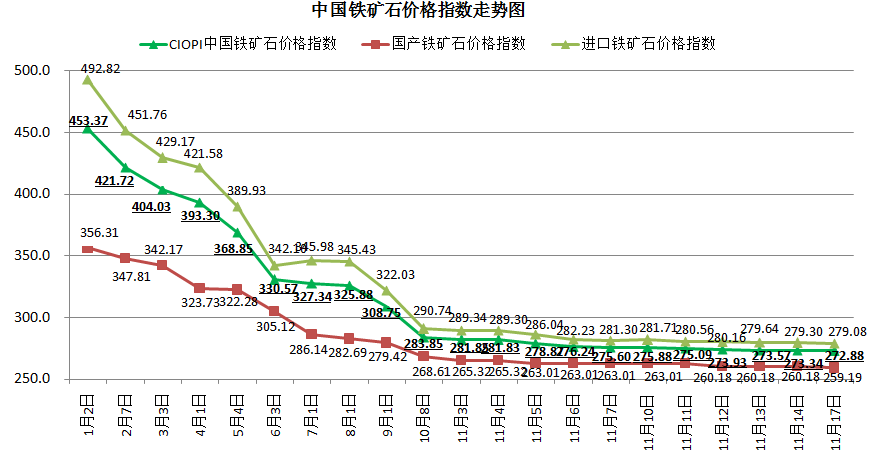 中国铁矿石价格指数走势图
CIOPI中国铁矿石价格指数 国产铁矿石价格指数 进口铁矿石价格指数
500.0
450.0
400.0
350.0
300.0
250.0
492.82 451.76 429.17 421.58 389.93 342.10 345.98 345.43 322.03 290.74 289.34 289.30 286.04 282.23 281.30 281.71 280.56 280.16 279.64 279.30 279.08
453.37 421.72 404.03 393.30 368.85 330.57 327.34 325.88 308.75 283.85 281.85 281.83 278.82 276.24 275.60 275.88 275.09 273.93 273.57 273.34 272.88
356.31 347.81 342.17 323.73 322.28 305.12 286.14 282.69 279.42 268.61 265.32 265.32 263.01 263.01 263.01 263.01 260.18 260.18 260.18 259.19
1月2日 2月7日 3月3日 4月1日 5月4日 6月3日 7月1日 8月1日 9月1日 10月8日 11月3日 11月4日 11月5日 11月6日 11月7日 11月10日 11月11日 11月12日 11月13日 11月14日 11月17日